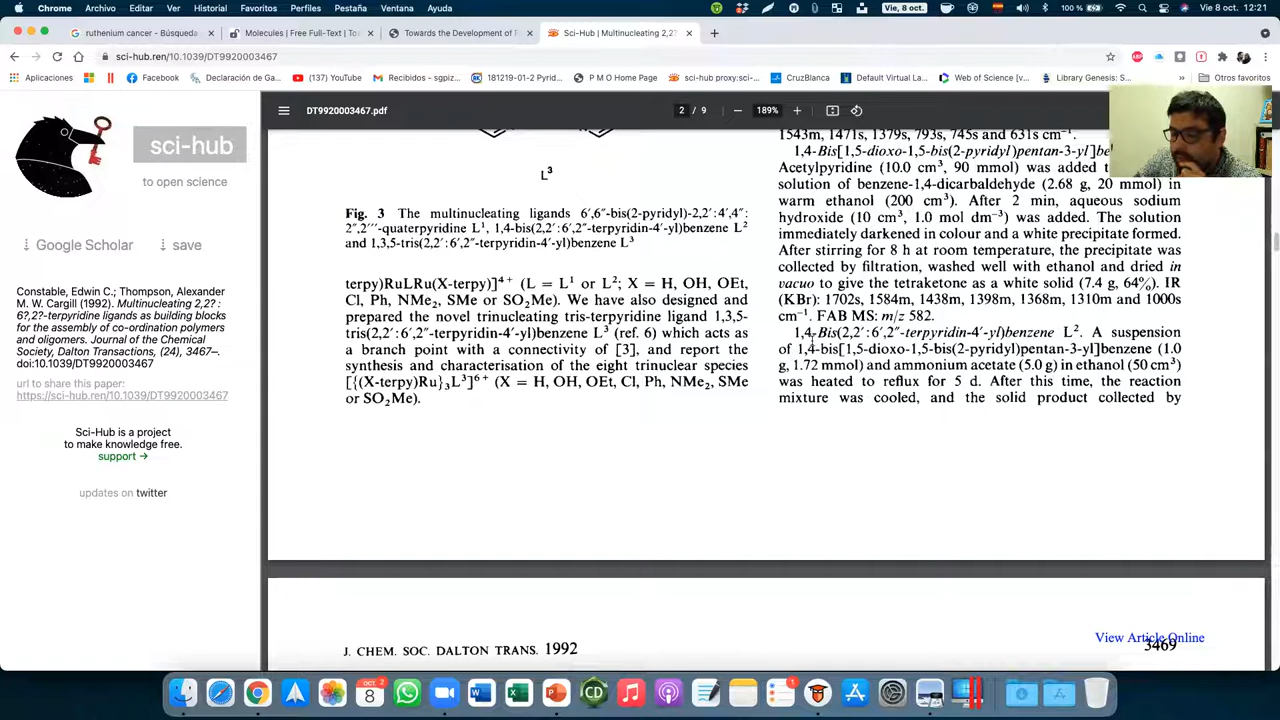 Chrome Archivo Editar Ver Historial Favoritos Perfiles Pestaña Ventana Ayuda 100 % Vie. 8 oct. Vie 8 oct. 12:21
ruthenium cancer - Búsqueda Molecules | Free Full-Text | To Towards the Development of F Sci-Hub | Multinucleating 2,2?
sci-hub.ren/10.1039/DT9920003467
Aplicaciones Facebook Declaración de Ga... (137) YouTube Recibidos - sgpiz... 181219-01-2 Pyrid... P M O Home Page sci-hub proxy:sci-... CruzBlanca Default Virtual La... Web of Science [v... Library Genesis: S... » Otros favoritos
DT9920003467.pdf 2 / 9 189%
sci-hub
to open science
↓ Google Scholar ↓ save
Constable, Edwin C.; Thompson, Alexander
M. W. Cargill (1992). Multinucleating 2,2? :
6?,2?-terpyridine ligands as building blocks
for the assembly of co-ordination polymers
and oligomers. Journal of the Chemical
Society, Dalton Transactions, (24), 3467–.
doi:10.1039/DT9920003467
url to share this paper:
https://sci-hub.ren/10.1039/DT9920003467
Sci-Hub is a project
to make knowledge free.
support →
updates on twitter
L³
Fig. 3 The multinucleating ligands 6′,6″-bis(2-pyridyl)-2,2′:4′,4″:
2″,2‴-quaterpyridine L¹, 1,4-bis(2,2′:6′,2″-terpyridin-4′-yl)benzene L²
and 1,3,5-tris(2,2′:6′,2″-terpyridin-4′-yl)benzene L³
terpy)RuLRu(X-terpy)]⁴⁺ (L = L¹ or L²; X = H, OH, OEt,
Cl, Ph, NMe₂, SMe or SO₂Me). We have also designed and
prepared the novel trinucleating tris-terpyridine ligand 1,3,5-
tris(2,2′:6′,2″-terpyridin-4′-yl)benzene L³ (ref. 6) which acts as
a branch point with a connectivity of [3], and report the
synthesis and characterisation of the eight trinuclear species
[{(X-terpy)Ru}₃L³]⁶⁺ (X = H, OH, OEt, Cl, Ph, NMe₂, SMe
or SO₂Me).
1543m, 1471s, 1379s, 793s, 745s and 631s cm⁻¹.
1,4-Bis[1,5-dioxo-1,5-bis(2-pyridyl)pentan-3-yl]be
Acetylpyridine (10.0 cm³, 90 mmol) was added t
solution of benzene-1,4-dicarbaldehyde (2.68 g, 20 mmol) in
warm ethanol (200 cm³). After 2 min, aqueous sodium
hydroxide (10 cm³, 1.0 mol dm⁻³) was added. The solution
immediately darkened in colour and a white precipitate formed.
After stirring for 8 h at room temperature, the precipitate was
collected by filtration, washed well with ethanol and dried in
vacuo to give the tetraketone as a white solid (7.4 g, 64%). IR
(KBr): 1702s, 1584m, 1438m, 1398m, 1368m, 1310m and 1000s
cm⁻¹. FAB MS: m/z 582.
1,4-Bis(2,2′:6′,2″-terpyridin-4′-yl)benzene L². A suspension
of 1,4-bis[1,5-dioxo-1,5-bis(2-pyridyl)pentan-3-yl]benzene (1.0
g, 1.72 mmol) and ammonium acetate (5.0 g) in ethanol (50 cm³)
was heated to reflux for 5 d. After this time, the reaction
mixture was cooled, and the solid product collected by
View Article Online
J. CHEM. SOC. DALTON TRANS. 1992 3469
OCT. 2
8
1